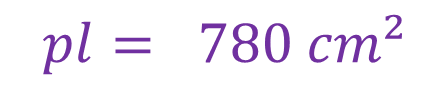 pl = 780 cm²